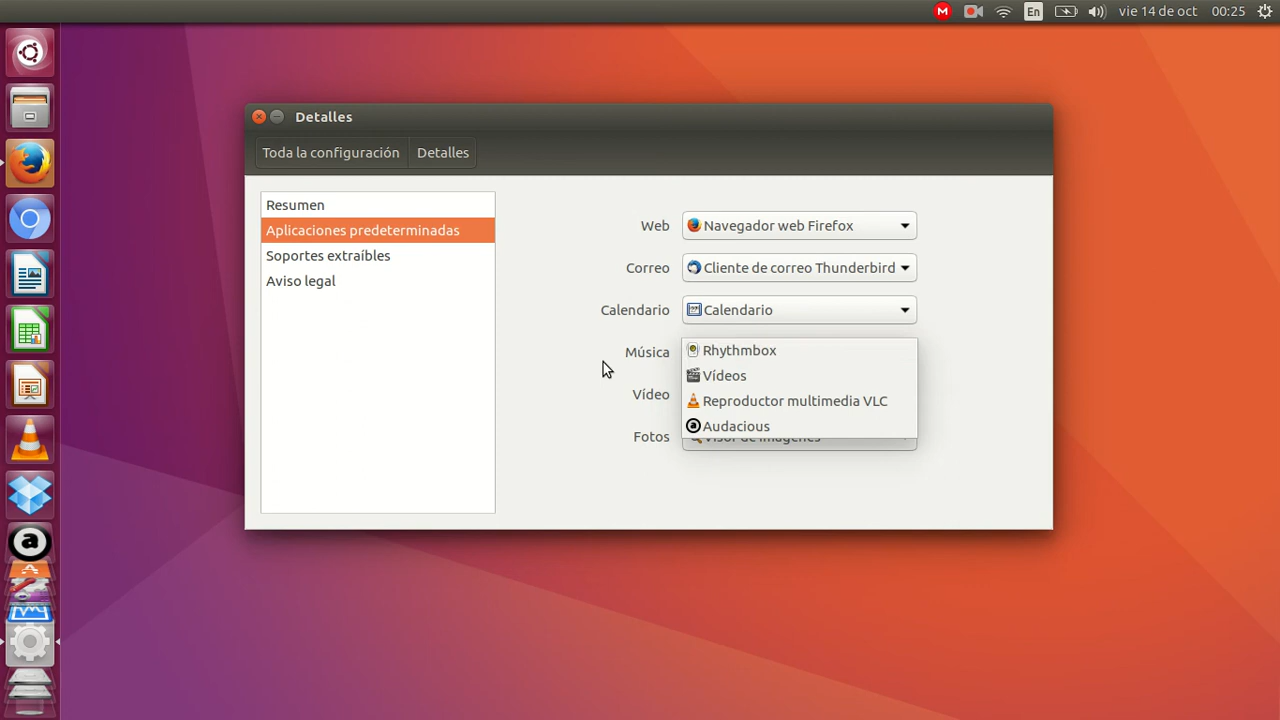 M En vie 14 de oct 00:25
Detalles
Toda la configuración Detalles
Resumen
Aplicaciones predeterminadas
Soportes extraíbles
Aviso legal
Web Navegador web Firefox
Correo Cliente de correo Thunderbird
Calendario Calendario
Música Rhythmbox
Vídeos
Vídeo Reproductor multimedia VLC
Audacious
Fotos Visor de imágenes